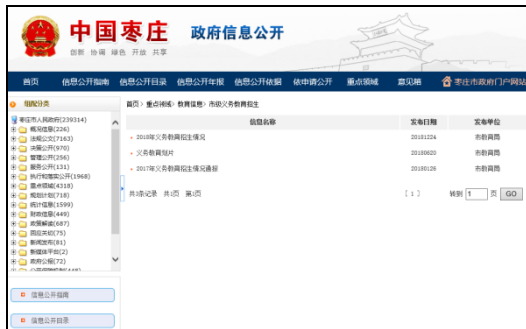 中国枣庄 政府信息公开
创新 协调 绿色 开放 共享
首页 信息公开指南 信息公开目录 信息公开年报 信息公开依据 依申请公开 重点领域 意见箱 枣庄市政府门户网站
组配分类
枣庄市人民政府(239314)
概况信息(226)
法规公文(7163)
决策公开(970)
管理公开(256)
服务公开(131)
执行和落实公开(1968)
重点领域(4318)
规划计划(718)
统计信息(1599)
财政信息(449)
政策解读(687)
回应关切(75)
新闻发布(81)
新媒体平台(2)
政府公报(72)
信息公开指南
信息公开目录
首页> 重点领域> 教育信息> 市级义务教育招生
信息名称 发布日期 发布单位
2018年义务教育招生情况 20181224 市教育局
义务教育划片 20180820 市教育局
2017年义务教育招生情况通报 20180126 市教育局
共3条记录 共1页 第1页 [ 1 ] 转到 1 页 GO